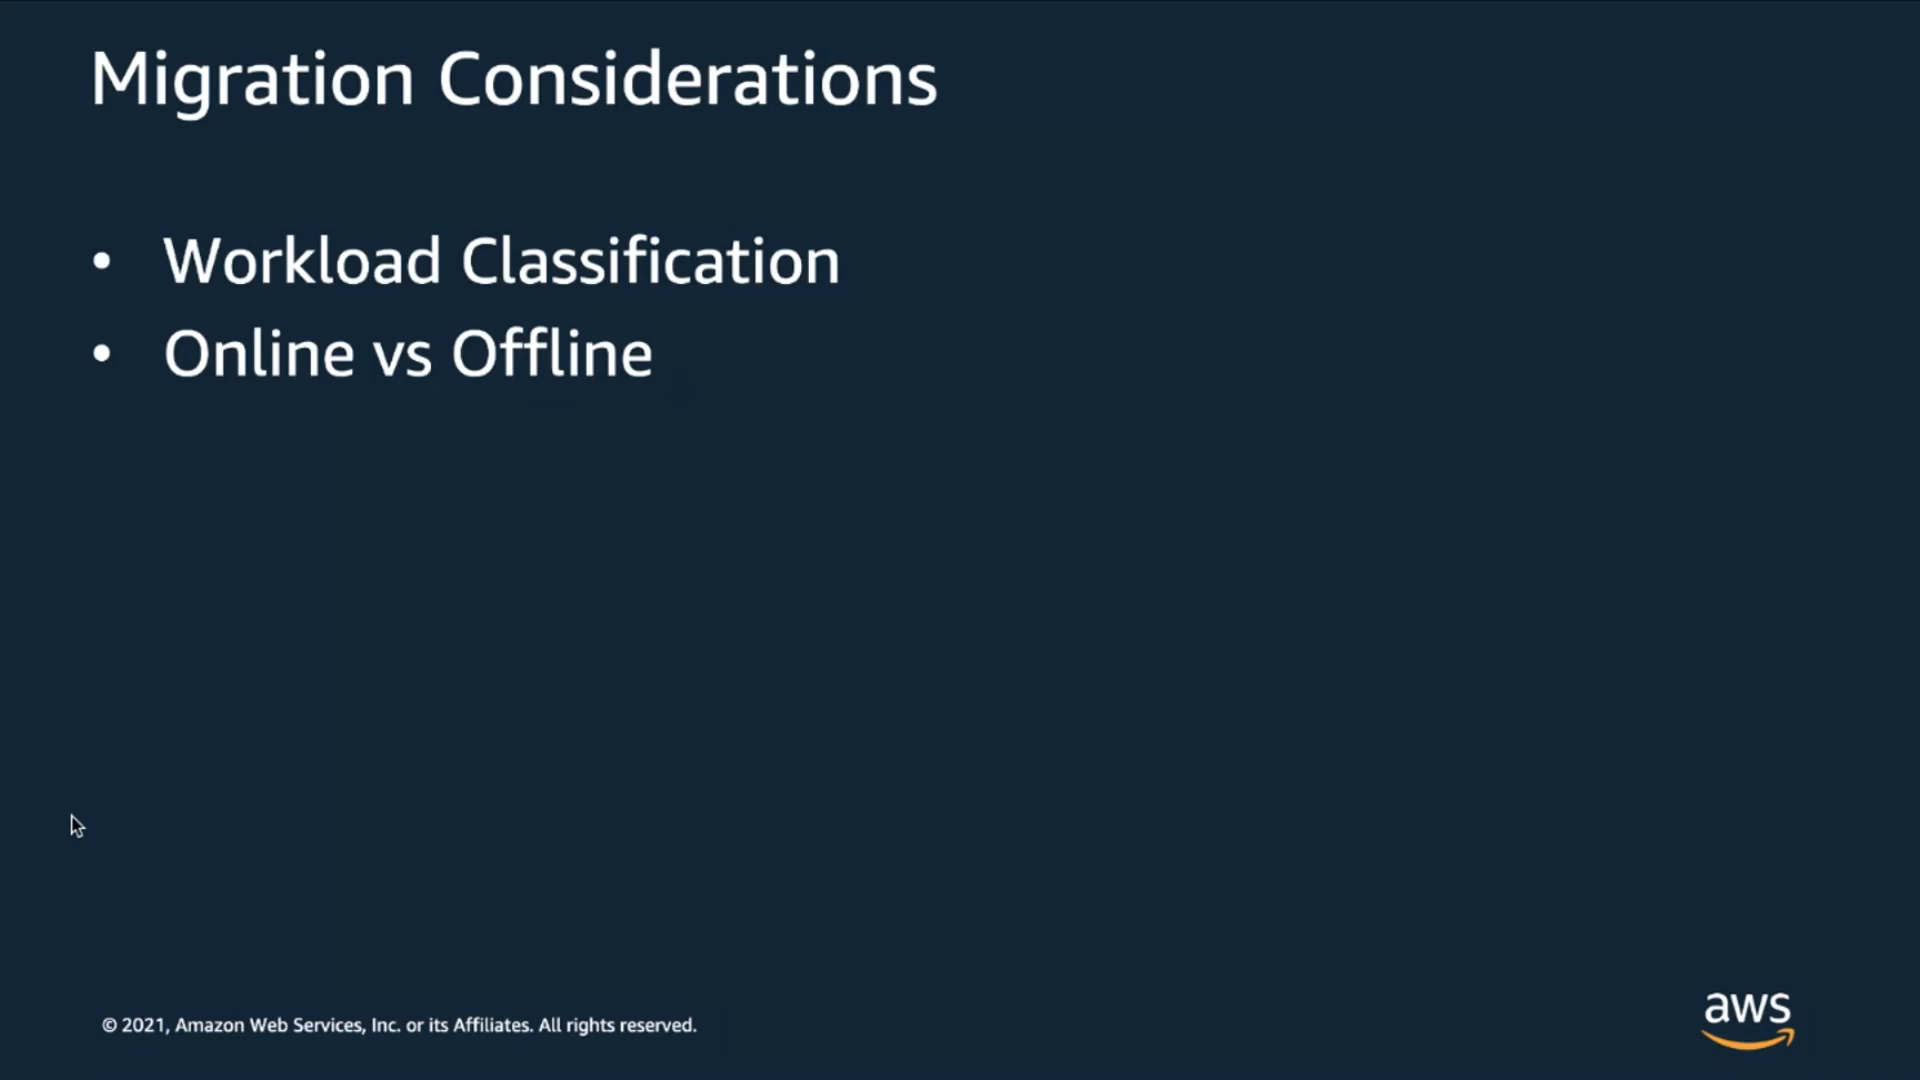 Migration Considerations
• Workload Classification
• Online vs Offline
© 2021, Amazon Web Services, Inc. or its Affiliates. All rights reserved.
aws